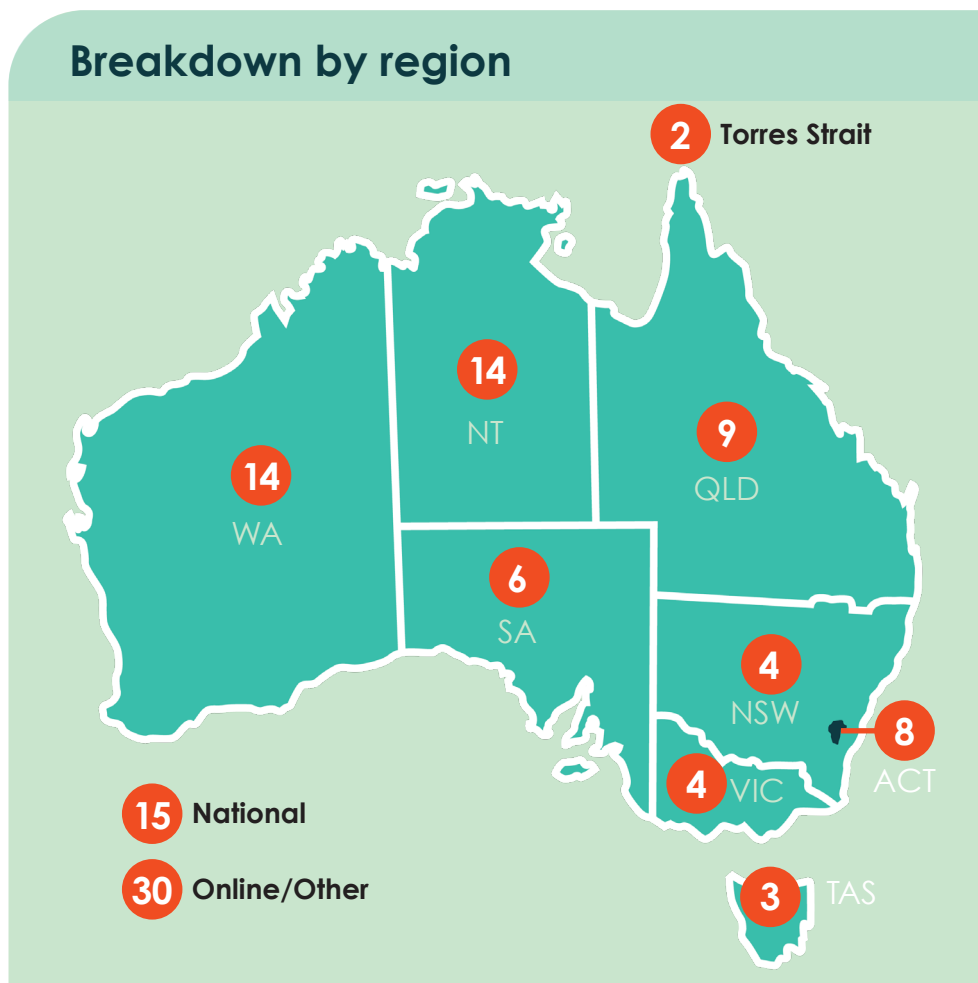 Breakdown by region
2 Torres Strait
14
NT
9
QLD
14
WA
6
SA
4
NSW
8
ACT
4 VIC
15 National
30 Online/Other
3 TAS